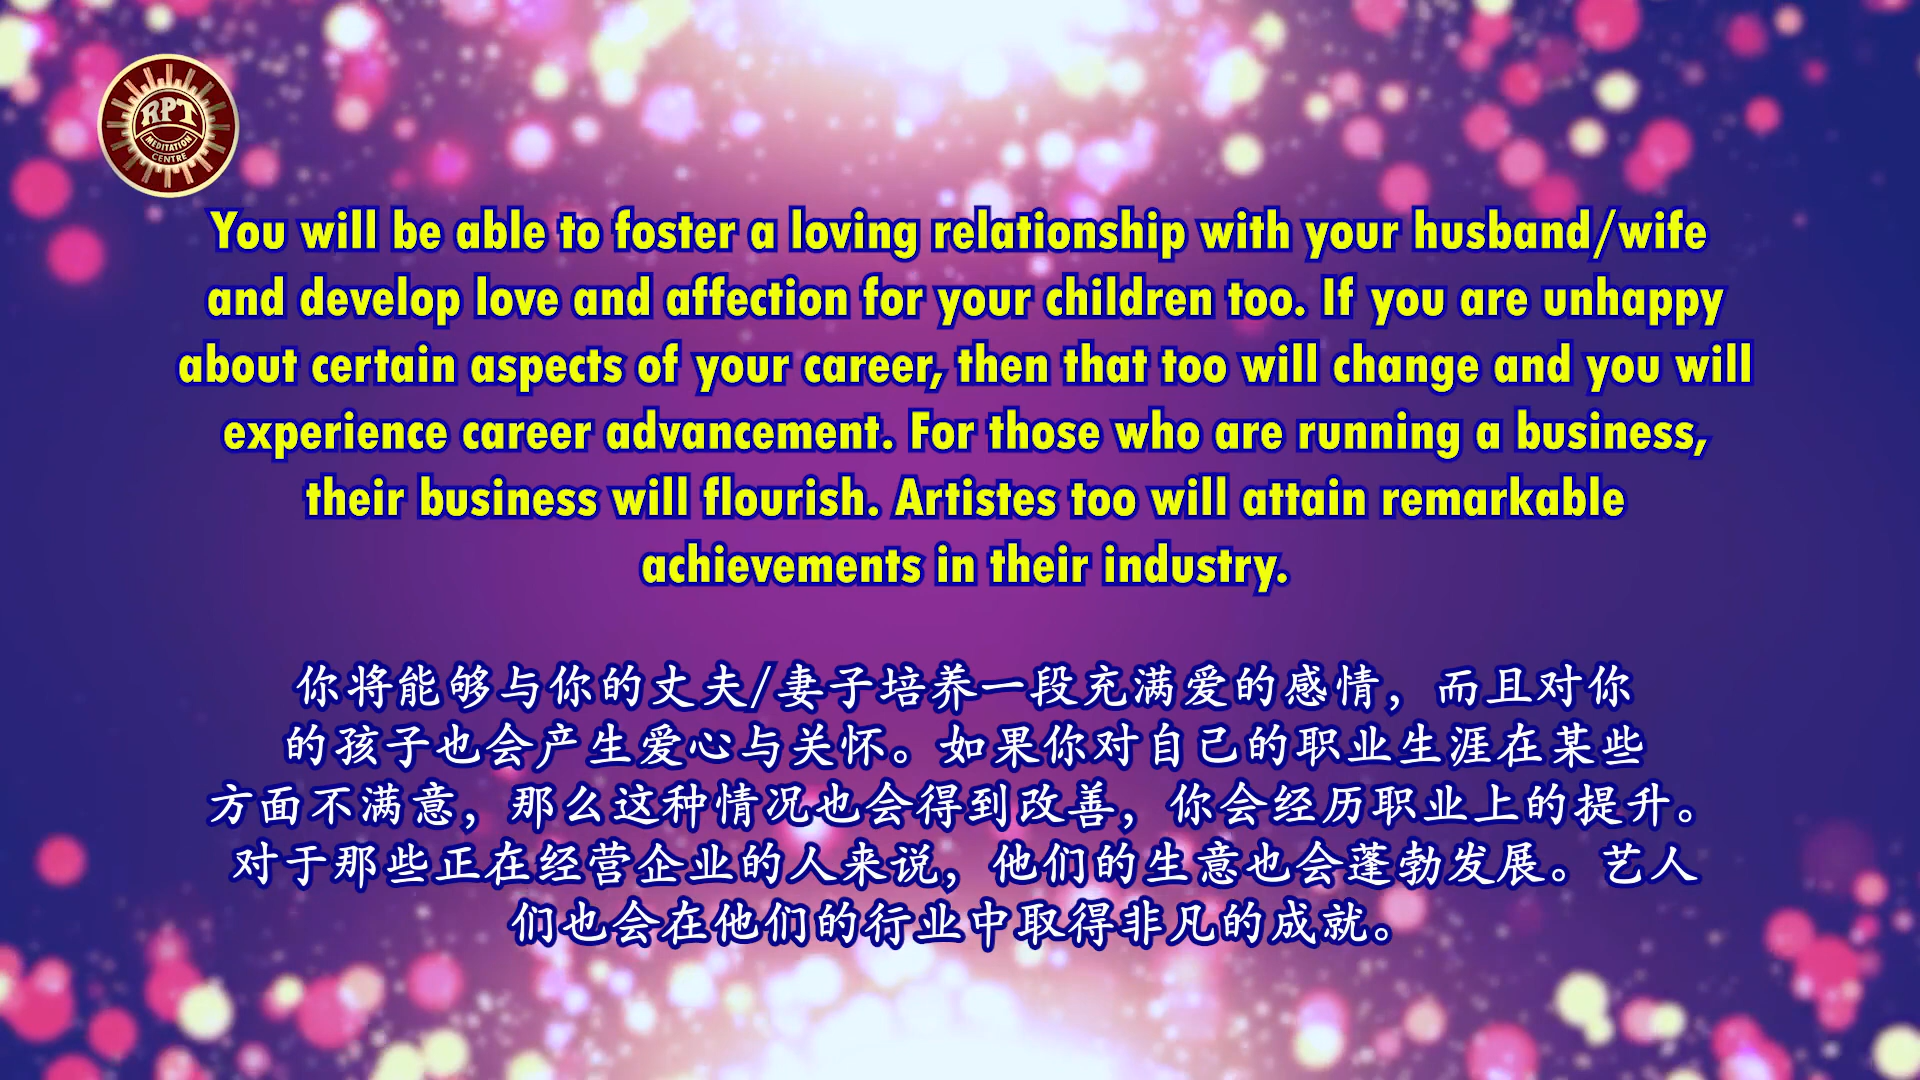 RPT
MEDITATION
CENTRE
You will be able to foster a loving relationship with your husband/wife
and develop love and affection for your children too. If you are unhappy
about certain aspects of your career, then that too will change and you will
experience career advancement. For those who are running a business,
their business will flourish. Artistes too will attain remarkable
achievements in their industry.
你将能够与你的丈夫/妻子培养一段充满爱的感情，而且对你
的孩子也会产生爱心与关怀。如果你对自己的职业生涯在某些
方面不满意，那么这种情况也会得到改善，你会经历职业上的提升。
对于那些正在经营企业的人来说，他们的生意也会蓬勃发展。艺人
们也会在他们的行业中取得非凡的成就。